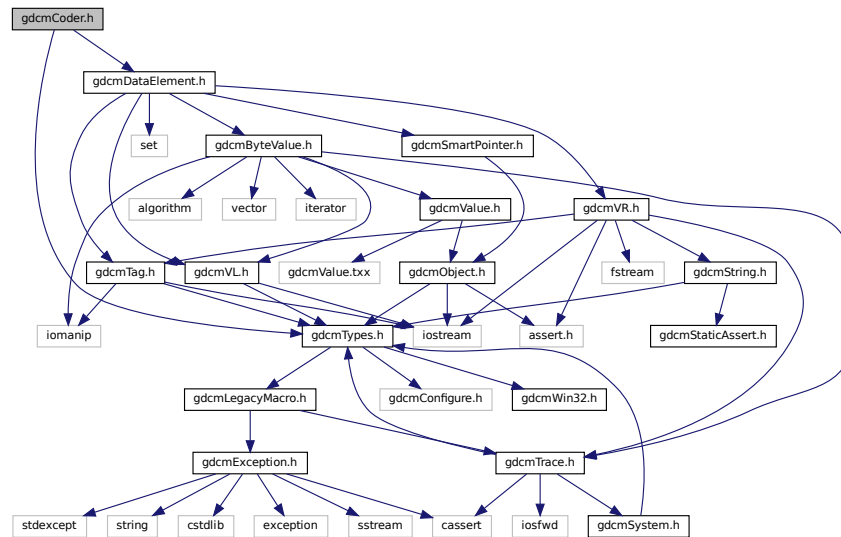 gdcmCoder.h
gdcmDataElement.h
set
gdcmByteValue.h
gdcmSmartPointer.h
algorithm
vector
iterator
gdcmValue.h
gdcmVR.h
gdcmTag.h
gdcmVL.h
gdcmValue.txx
gdcmObject.h
fstream
gdcmString.h
iomanip
gdcmTypes.h
iostream
assert.h
gdcmStaticAssert.h
gdcmLegacyMacro.h
gdcmConfigure.h
gdcmWin32.h
gdcmException.h
gdcmTrace.h
stdexcept
string
cstdlib
exception
sstream
cassert
iosfwd
gdcmSystem.h